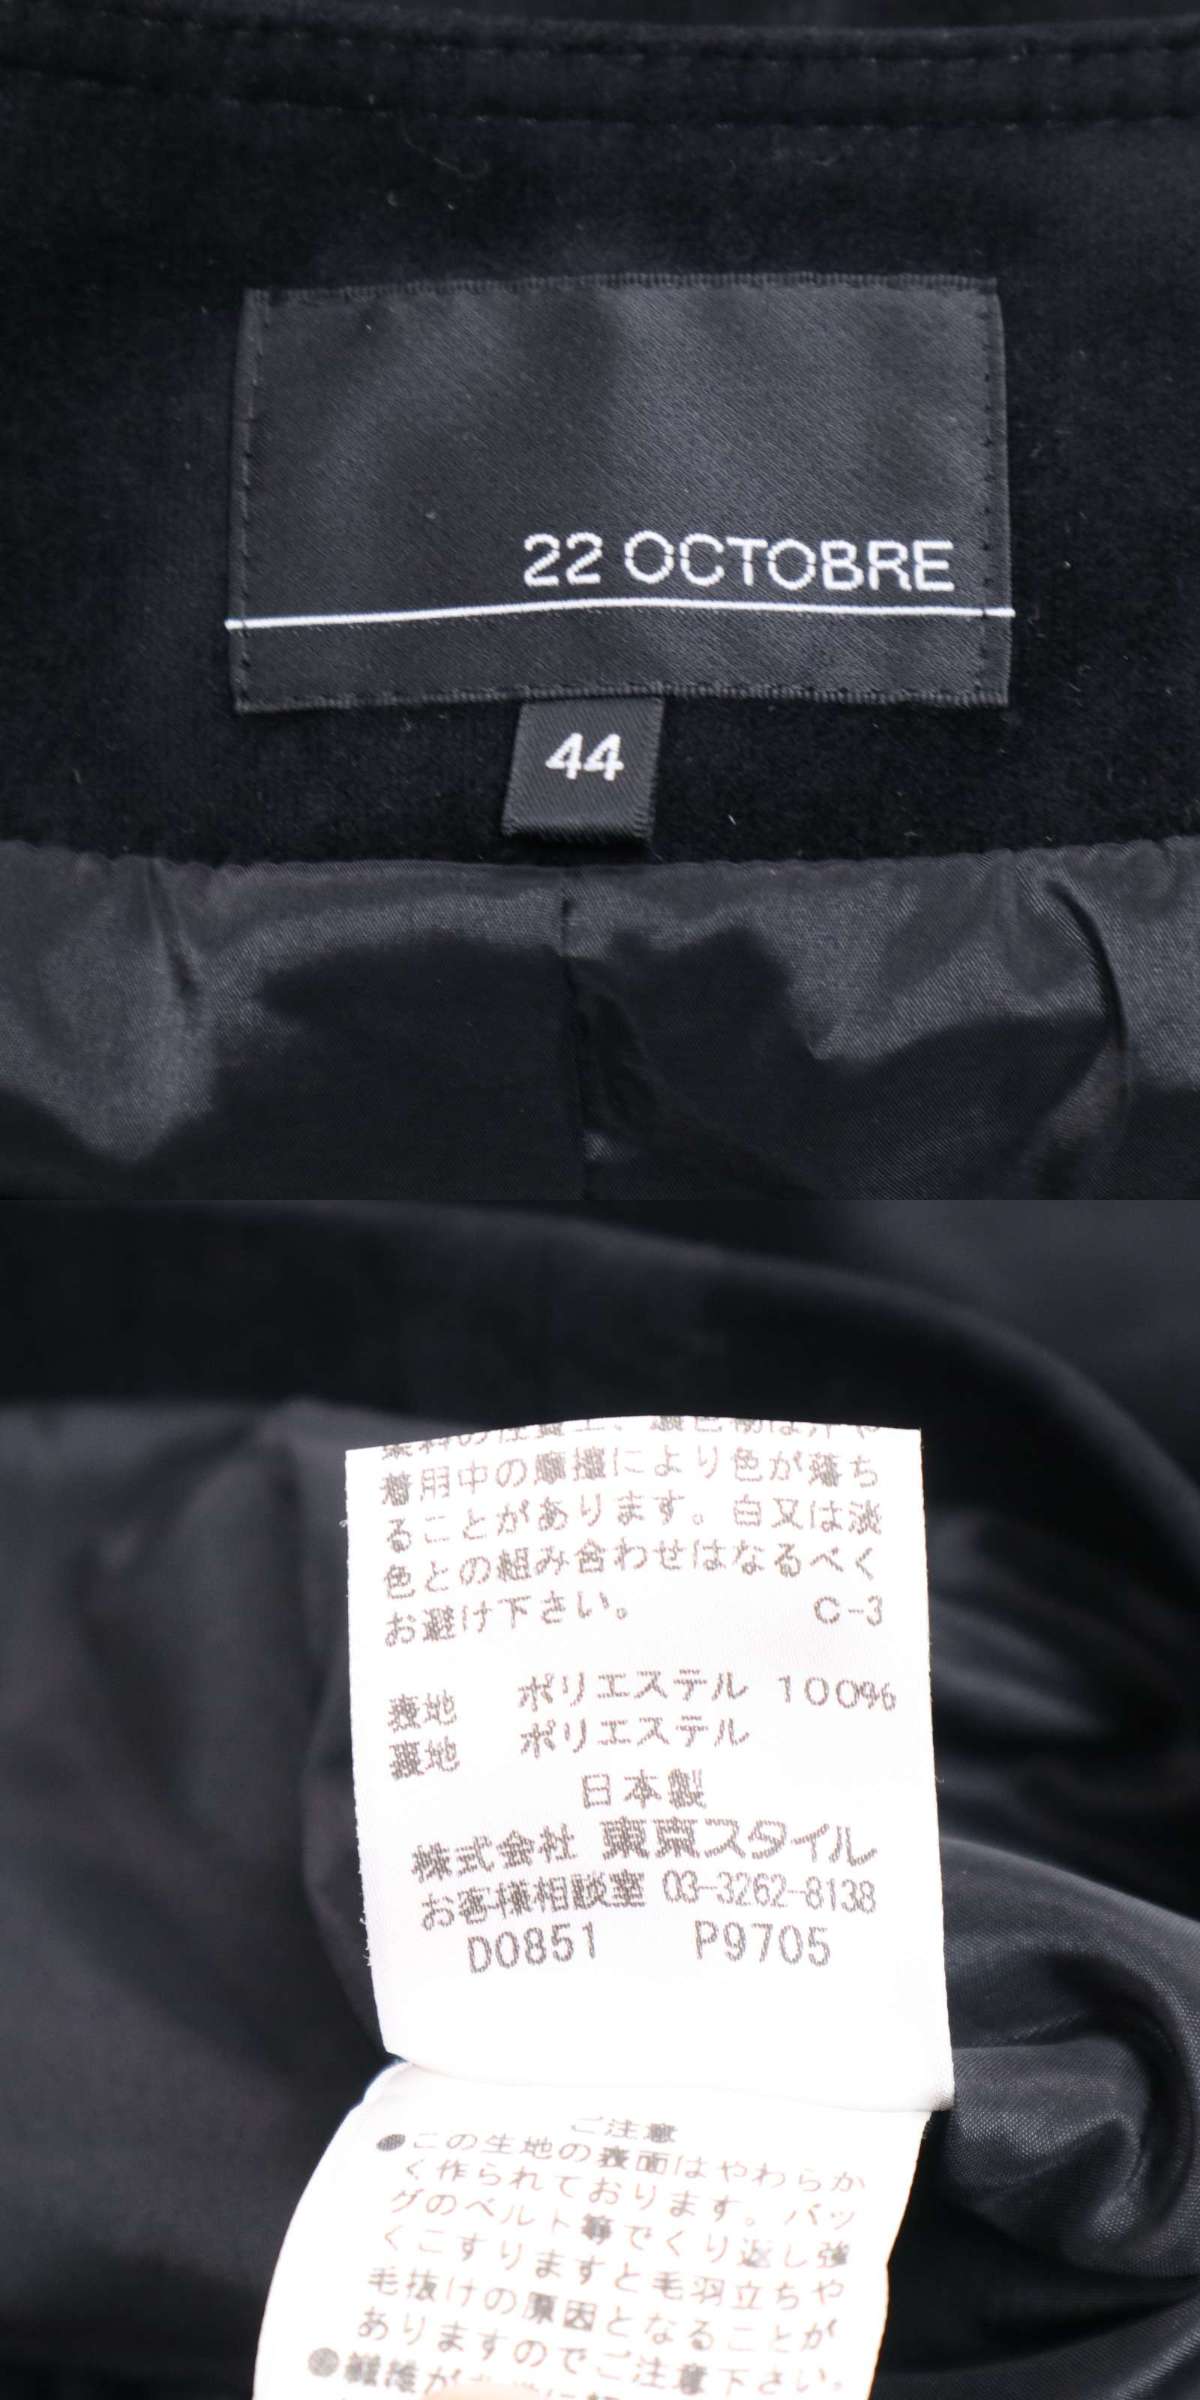 22 OCTOBRE
44
着用中の摩擦により色が落ち
ることがあります。白又は淡
色との組み合わせはなるべく
お避け下さい。 C-3
表地 ポリエステル 100%
裏地 ポリエステル
日本製
株式会社 東京スタイル
お客様相談室 03-3262-8138
D0851 P9705
ご注意
●この生地の表面はやわらか
く作られております。バッ
グのベルト等でくり返し強
くこすりますと毛羽立ちや
毛抜けの原因となることが
ありますのでご注意下さい。
●繊維が